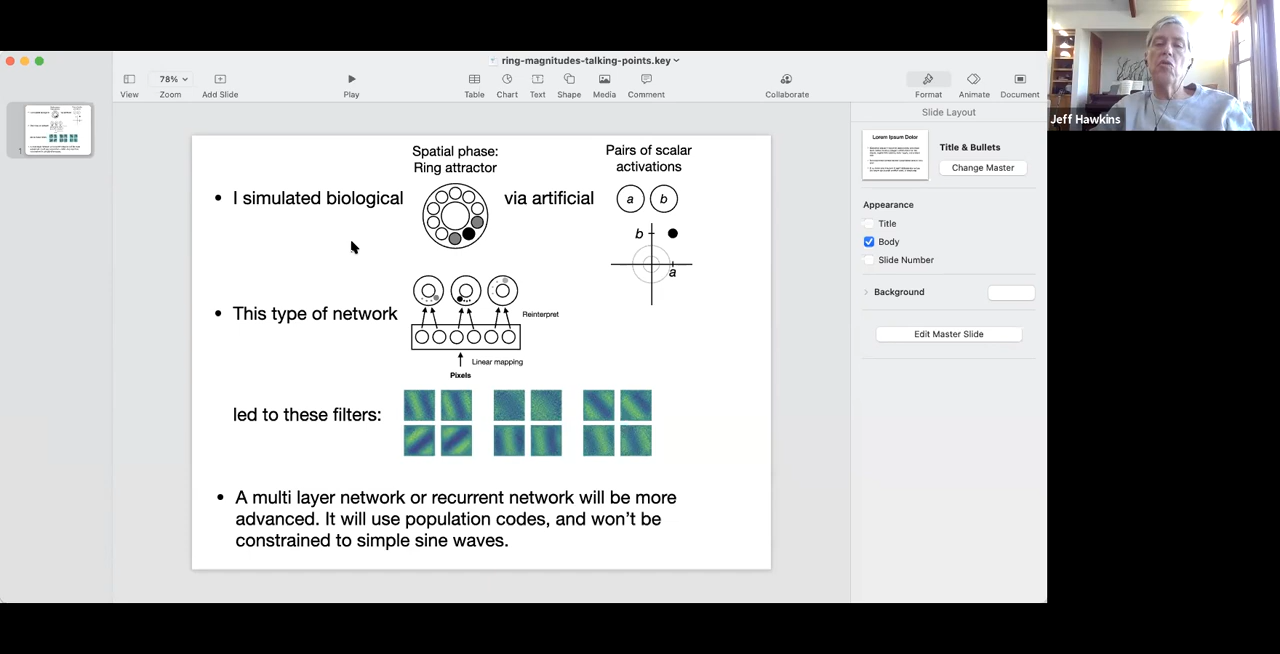 ring-magnitudes-talking-points.key
78%
View
Zoom
Add Slide
Play
Table
Chart
Text
Shape
Media
Comment
Collaborate
Format
Animate
Document
Jeff Hawkins
1
Spatial phase:
Ring attractor
Pairs of scalar
activations
• I simulated biological
via artificial
a
b
b
a
• This type of network
Reinterpret
Linear mapping
Pixels
led to these filters:
• A multi layer network or recurrent network will be more
advanced. It will use population codes, and won't be
constrained to simple sine waves.
Slide Layout
Lorem Ipsum Dolor
Title & Bullets
Change Master
Appearance
Title
Body
Slide Number
Background
Edit Master Slide